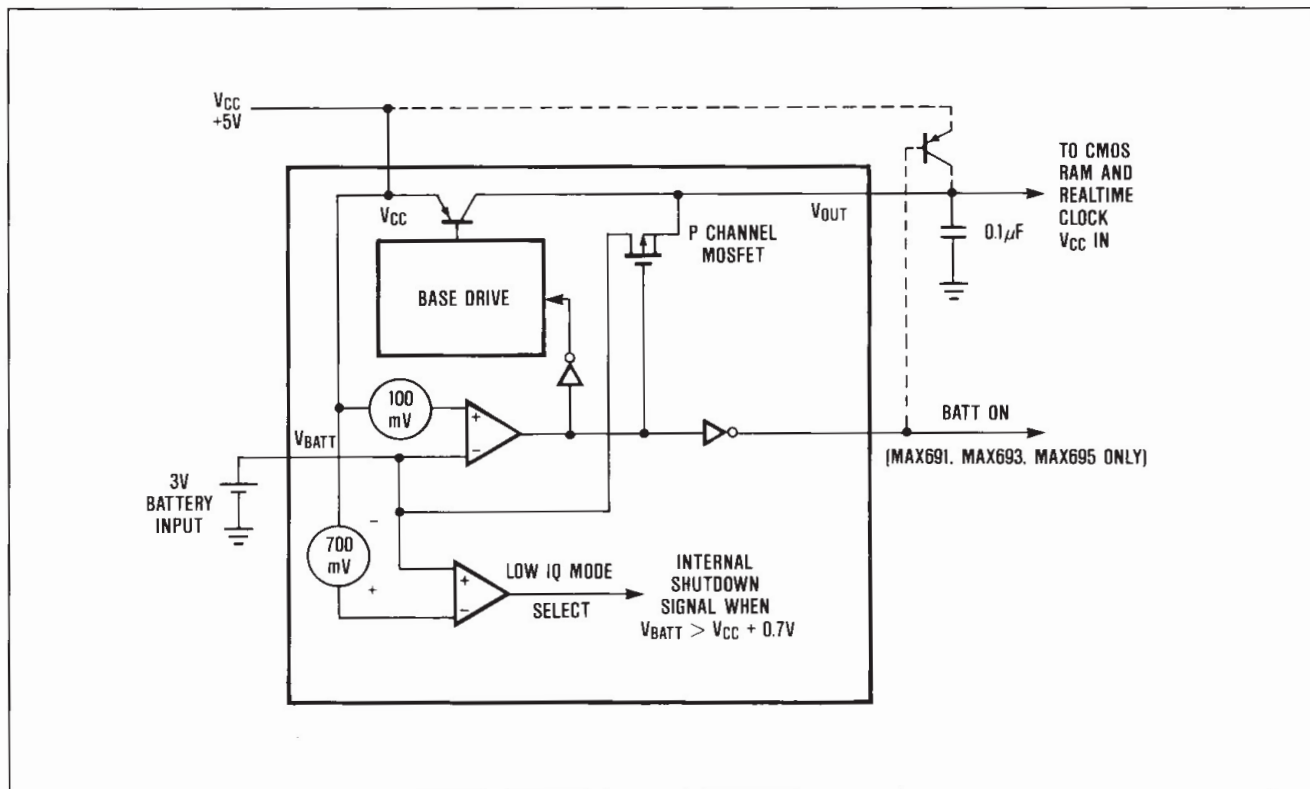 VCC
+5V
TO CMOS
RAM AND
REALTIME
CLOCK
VCC IN
VCC
VOUT
P CHANNEL
MOSFET
0.1µF
BASE DRIVE
100
mV
VBATT
BATT ON
(MAX691, MAX693, MAX695 ONLY)
3V
BATTERY
INPUT
700
mV
LOW IQ MODE
SELECT
INTERNAL
SHUTDOWN
SIGNAL WHEN
VBATT > VCC + 0.7V